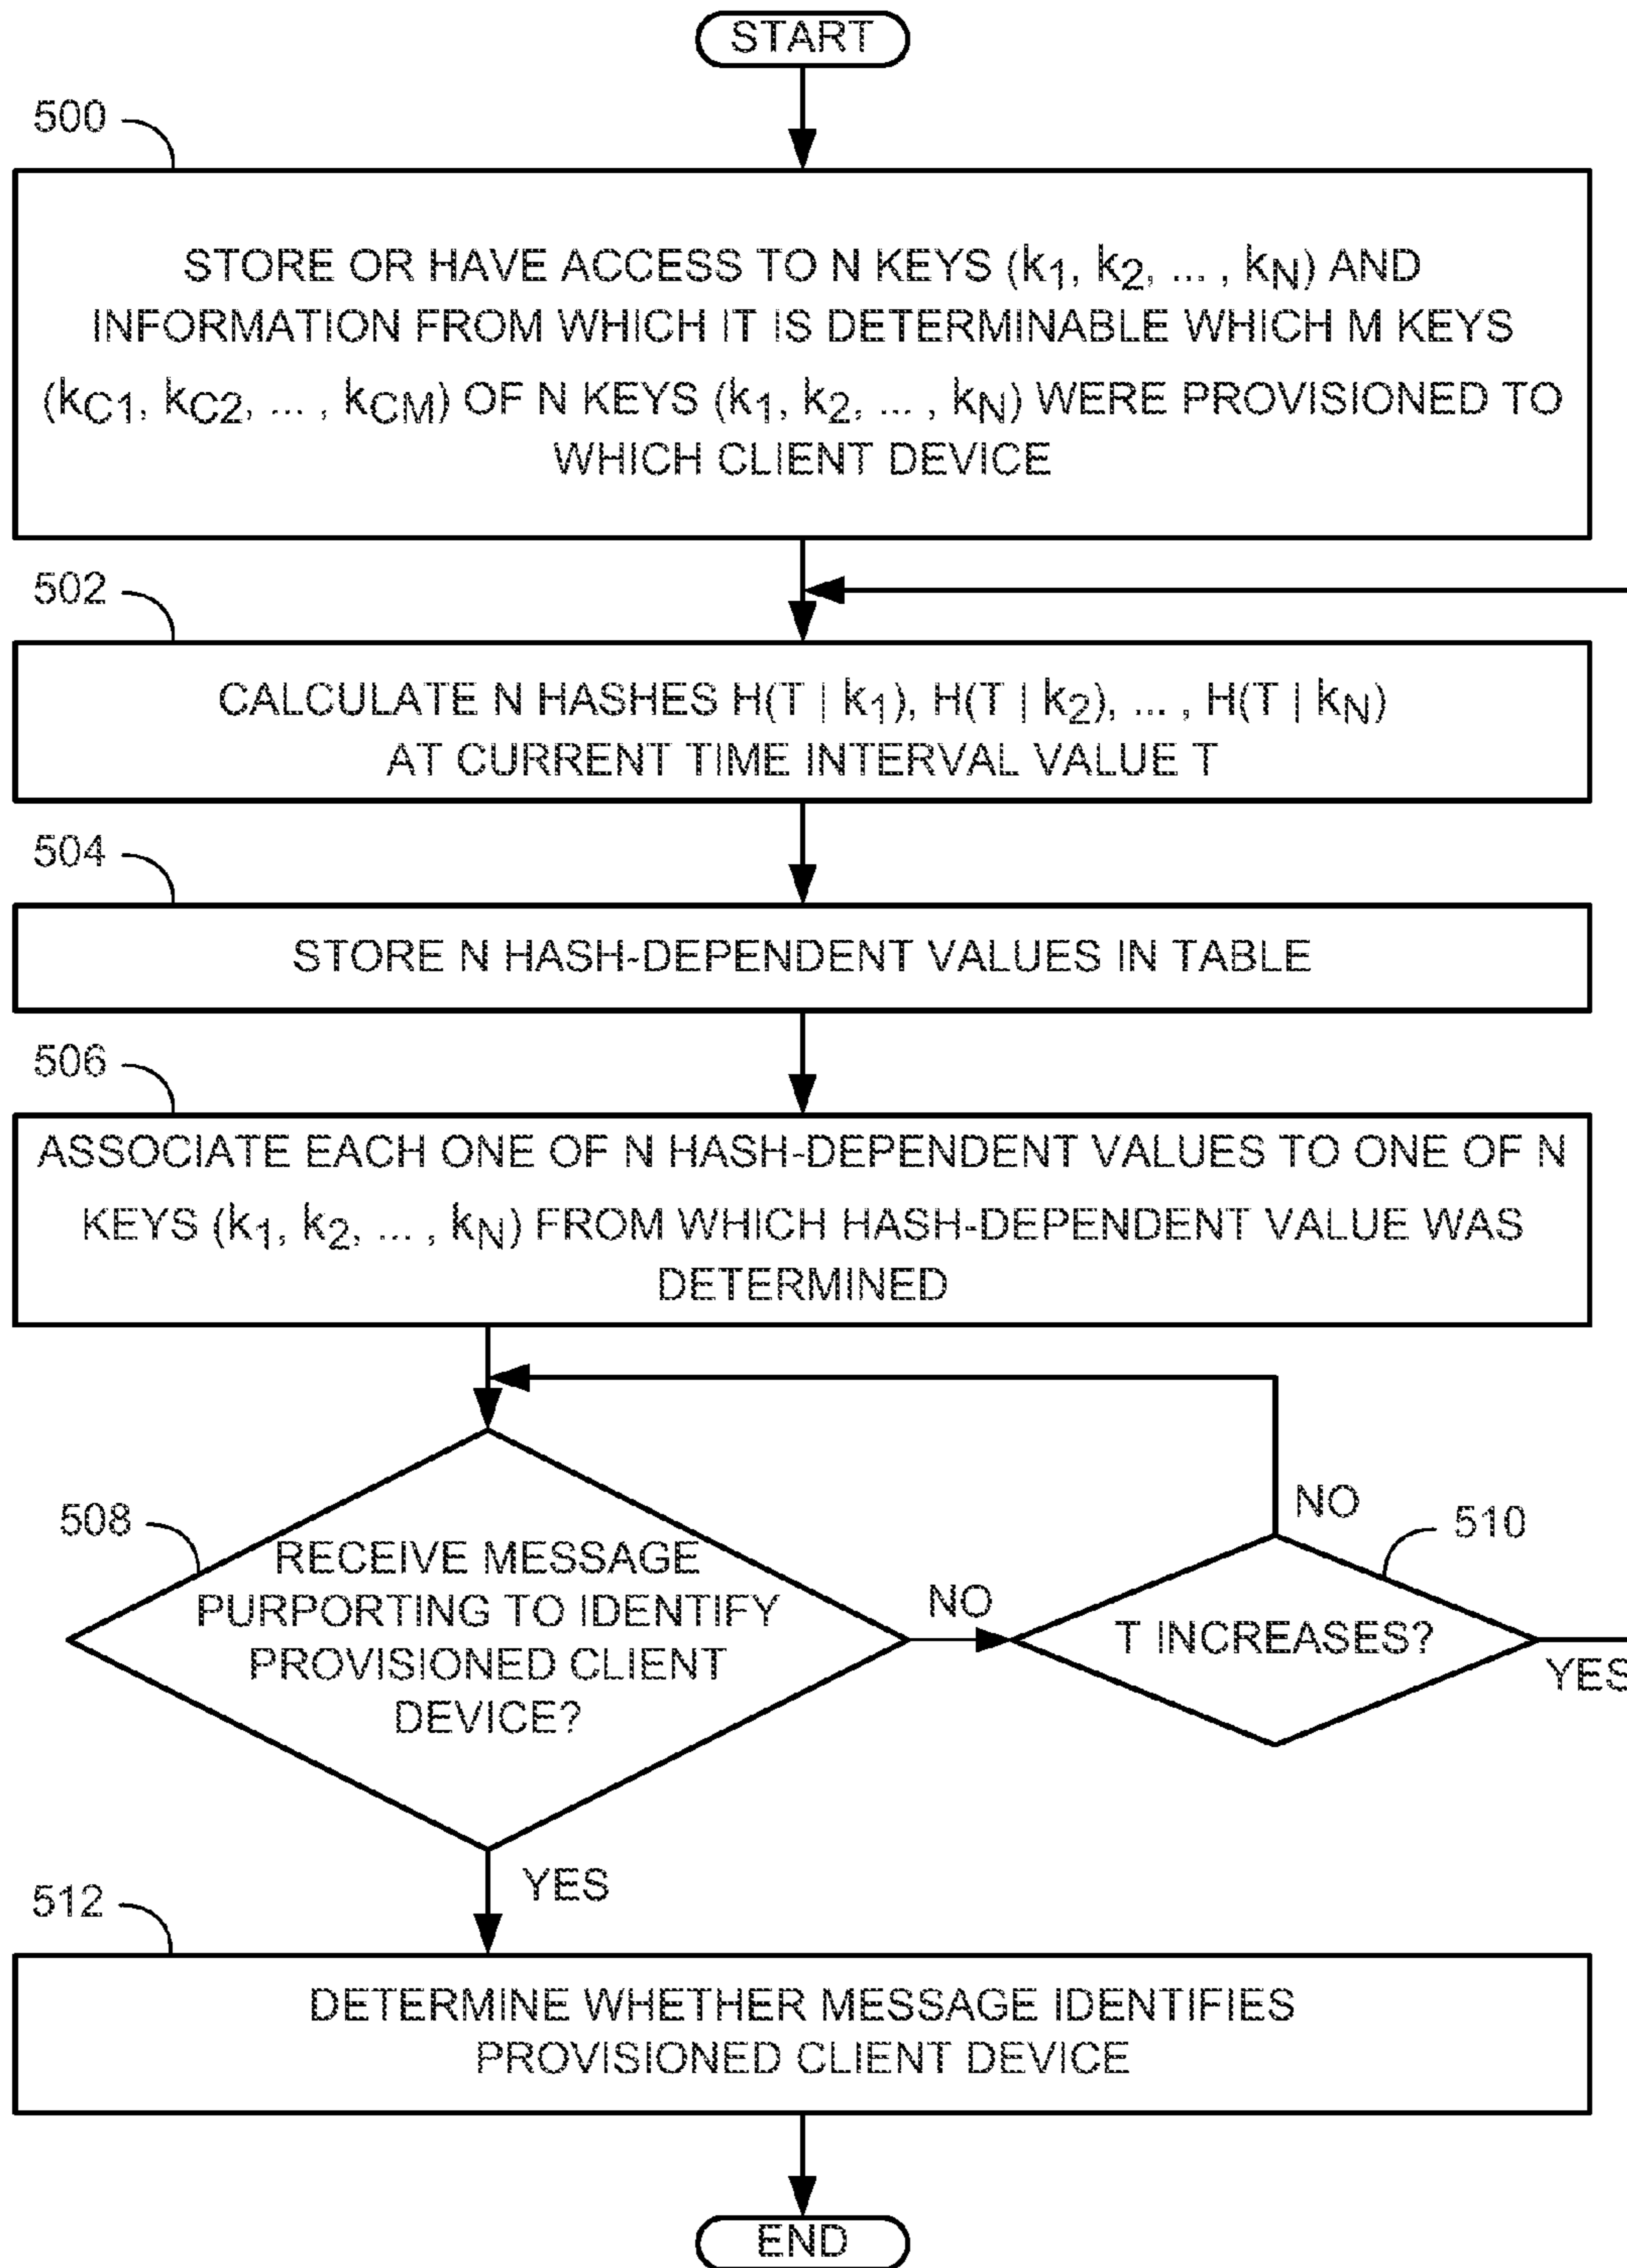 START
500
STORE OR HAVE ACCESS TO N KEYS (k1, k2, ... , kN) AND
INFORMATION FROM WHICH IT IS DETERMINABLE WHICH M KEYS
(kC1, kC2, ... , kCM) OF N KEYS (k1, k2, ... , kN) WERE PROVISIONED TO
WHICH CLIENT DEVICE
502
CALCULATE N HASHES H(T | k1), H(T | k2), ... , H(T | kN)
AT CURRENT TIME INTERVAL VALUE T
504
STORE N HASH-DEPENDENT VALUES IN TABLE
506
ASSOCIATE EACH ONE OF N HASH-DEPENDENT VALUES TO ONE OF N
KEYS (k1, k2, ... , kN) FROM WHICH HASH-DEPENDENT VALUE WAS
DETERMINED
508
RECEIVE MESSAGE
PURPORTING TO IDENTIFY
PROVISIONED CLIENT
DEVICE?
NO
NO
510
T INCREASES?
YES
YES
512
DETERMINE WHETHER MESSAGE IDENTIFIES
PROVISIONED CLIENT DEVICE
END